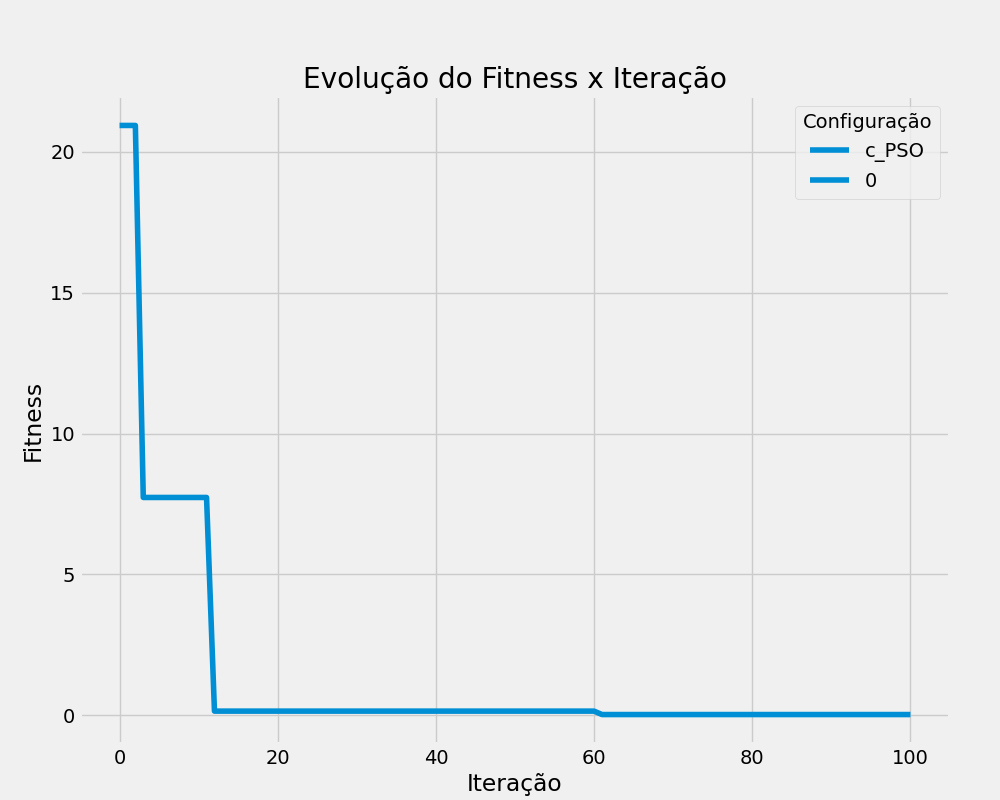 Evolução do Fitness x Iteração
Configuração
c_PSO
0
Fitness
20
15
10
5
0
0 20 40 60 80 100
Iteração